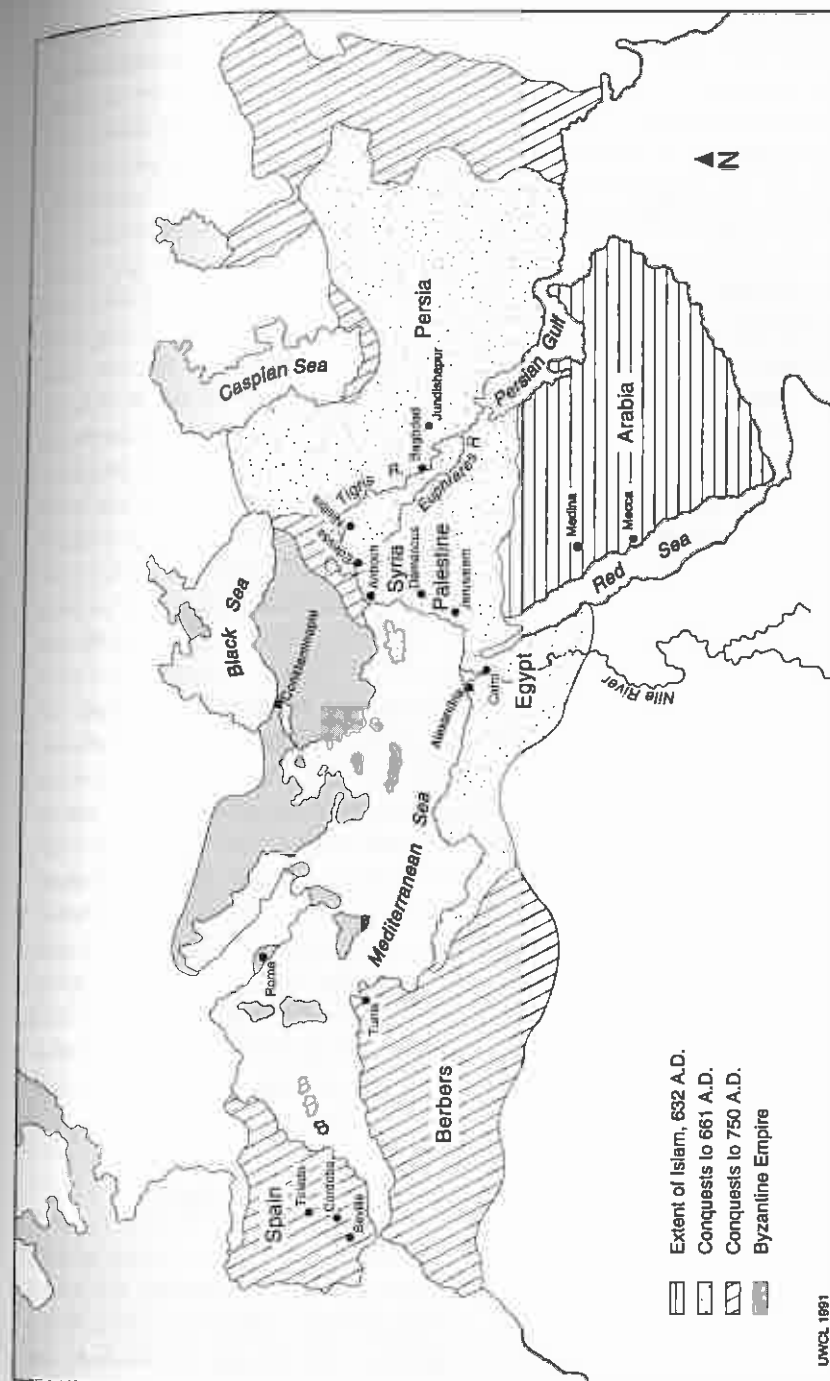 Caspian Sea
Black Sea
Constantinople
Rome
Spain
Toledo
Cordoba
Seville
Tigris R.
Nisibis
Edessa
Antioch
Persia
Jundishapur
Baghdad
Euphrates R.
Syria
Damascus
Palestine
Jerusalem
Mediterranean Sea
Tunis
Alexandria
Cairo
Egypt
Berbers
Persian Gulf
Arabia
Medina
Mecca
Red Sea
Nile River
N
Extent of Islam, 632 A.D.
Conquests to 661 A.D.
Conquests to 750 A.D.
Byzantine Empire
UWCL 1991